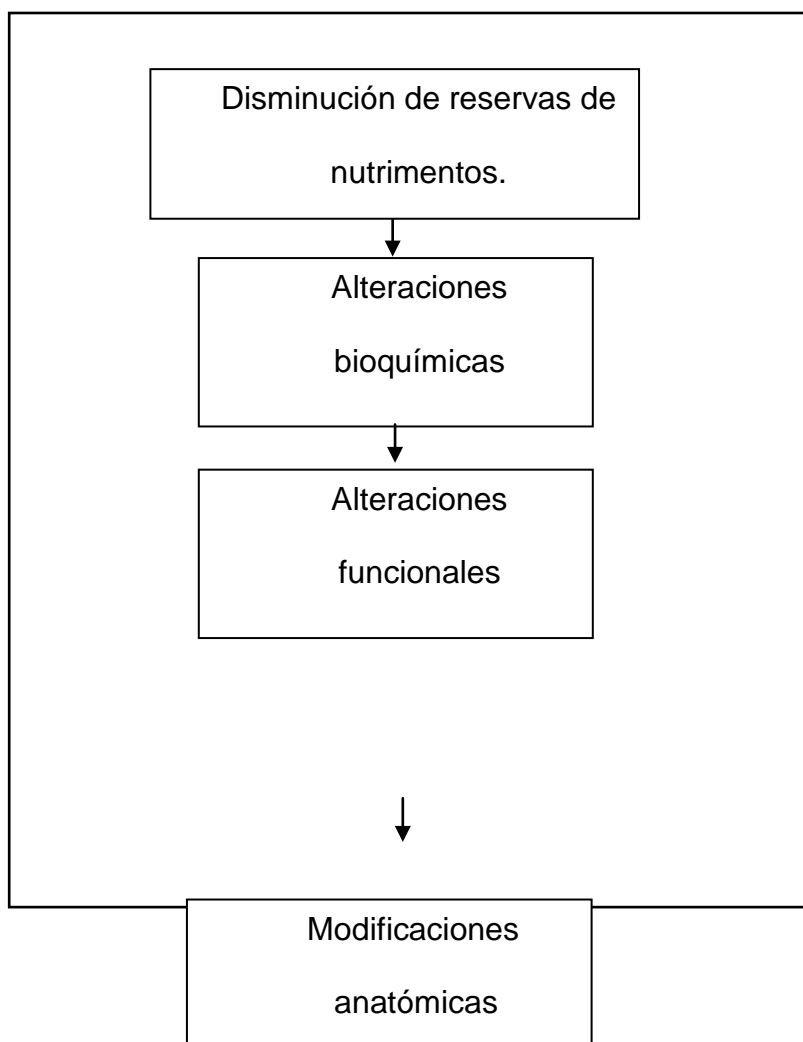 Disminución de reservas de
nutrimentos.
Alteraciones
bioquímicas
Alteraciones
funcionales
Modificaciones
anatómicas